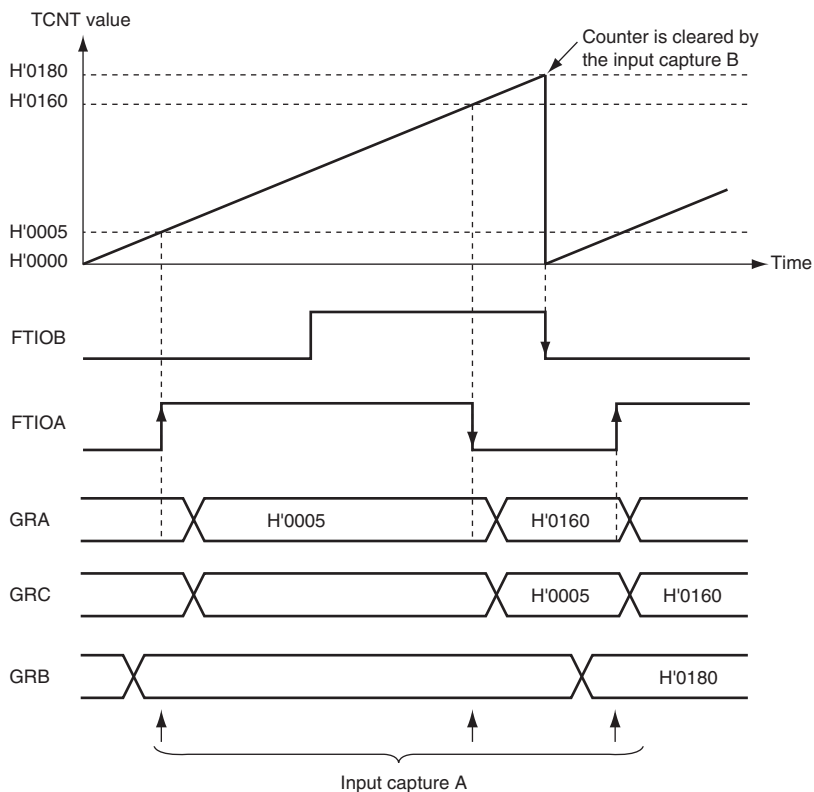 TCNT value
Counter is cleared by
the input capture B
H'0180
H'0160
H'0005
H'0000
Time
FTIOB
FTIOA
GRA
H'0005
H'0160
GRC
H'0005
H'0160
GRB
H'0180
Input capture A